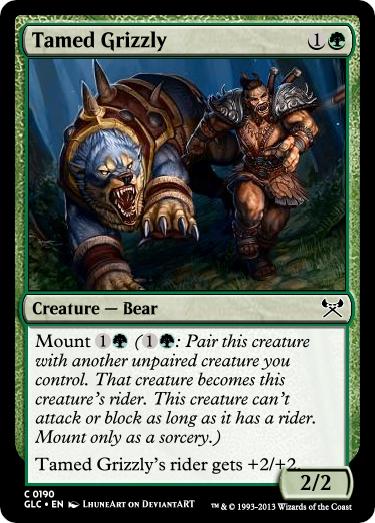 Tamed Grizzly 1
Creature — Bear
Mount 1 (1: Pair this creature
with another unpaired creature you
control. That creature becomes this
creature's rider. This creature can't
attack or block as long as it has a rider.
Mount only as a sorcery.)
Tamed Grizzly's rider gets +2/+2.
2/2
C 0190
GLC • EN LhuneArt on DeviantArt
™ & © 1993-2013 Wizards of the Coast